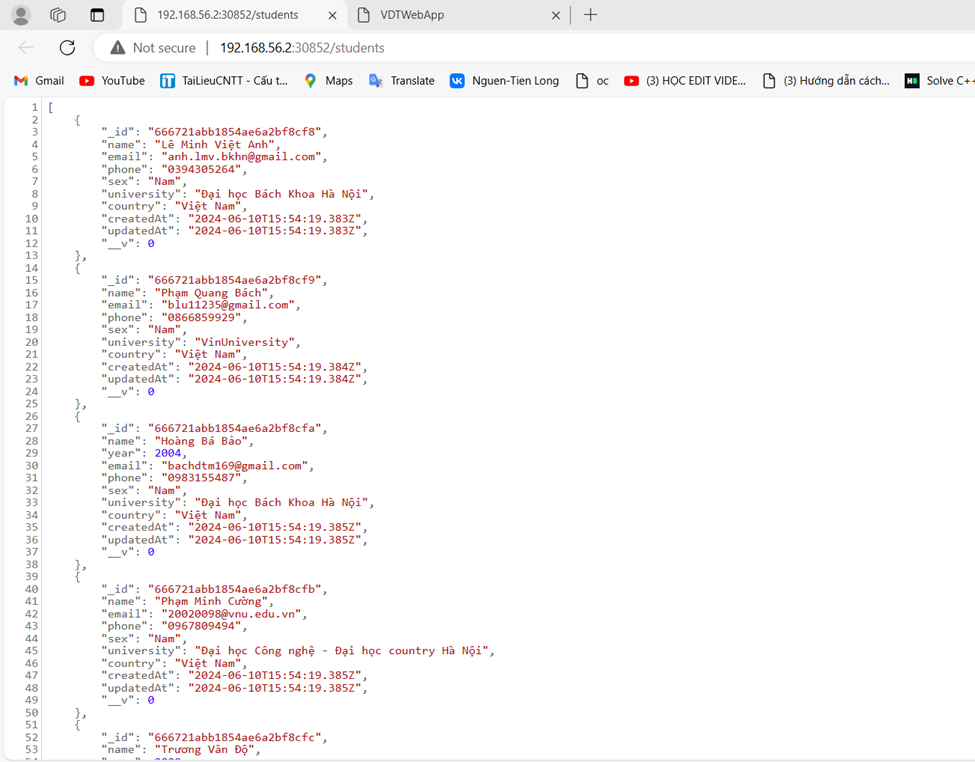 192.168.56.2:30852/students
VDTWebApp
Not secure | 192.168.56.2:30852/students
Gmail YouTube TaiLieuCNTT - Cấu t... Maps Translate Nguen-Tien Long oc (3) HỌC EDIT VIDE... (3) Hướng dẫn cách... Solve C++
1 [
2 {
3 "_id": "666721abb1854ae6a2bf8cf8",
4 "name": "Lê Minh Việt Anh",
5 "email": "anh.lmv.bkhn@gmail.com",
6 "phone": "0394305264",
7 "sex": "Nam",
8 "university": "Đại học Bách Khoa Hà Nội",
9 "country": "Việt Nam",
10 "createdAt": "2024-06-10T15:54:19.383Z",
11 "updatedAt": "2024-06-10T15:54:19.383Z",
12 "__v": 0
13 },
14 {
15 "_id": "666721abb1854ae6a2bf8cf9",
16 "name": "Phạm Quang Bách",
17 "email": "blu11235@gmail.com",
18 "phone": "0866859929",
19 "sex": "Nam",
20 "university": "VinUniversity",
21 "country": "Việt Nam",
22 "createdAt": "2024-06-10T15:54:19.384Z",
23 "updatedAt": "2024-06-10T15:54:19.384Z",
24 "__v": 0
25 },
26 {
27 "_id": "666721abb1854ae6a2bf8cfa",
28 "name": "Hoàng Bá Bảo",
29 "year": 2004,
30 "email": "bachdtm169@gmail.com",
31 "phone": "0983155487",
32 "sex": "Nam",
33 "university": "Đại học Bách Khoa Hà Nội",
34 "country": "Việt Nam",
35 "createdAt": "2024-06-10T15:54:19.385Z",
36 "updatedAt": "2024-06-10T15:54:19.385Z",
37 "__v": 0
38 },
39 {
40 "_id": "666721abb1854ae6a2bf8cfb",
41 "name": "Phạm Minh Cường",
42 "email": "20020098@vnu.edu.vn",
43 "phone": "0967809494",
44 "sex": "Nam",
45 "university": "Đại học Công nghệ - Đại học country Hà Nội",
46 "country": "Việt Nam",
47 "createdAt": "2024-06-10T15:54:19.385Z",
48 "updatedAt": "2024-06-10T15:54:19.385Z",
49 "__v": 0
50 },
51 {
52 "_id": "666721abb1854ae6a2bf8cfc",
53 "name": "Trương Văn Độ",